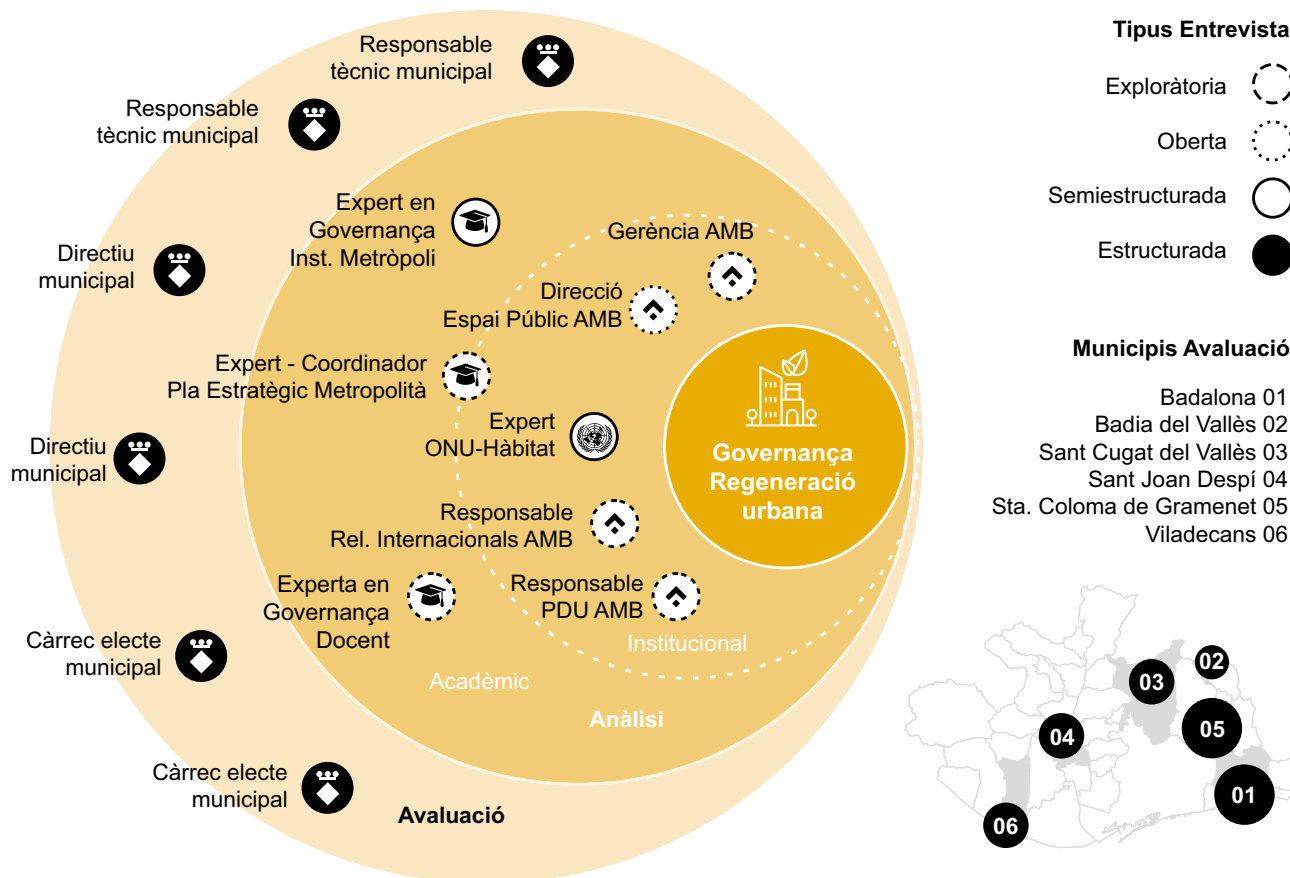 Responsable
tècnic municipal
Responsable
tècnic municipal
Directiu
municipal
Directiu
municipal
Càrrec electe
municipal
Càrrec electe
municipal
Avaluació
Expert en
Governança
Inst. Metròpoli
Expert - Coordinador
Pla Estratègic Metropolità
Experta en
Governança
Docent
Acadèmic
Anàlisi
Gerència AMB
Direcció
Espai Públic AMB
Expert
ONU-Hàbitat
Responsable
Rel. Internacionals AMB
Responsable
PDU AMB
Institucional
Governança
Regeneració
urbana
Tipus Entrevista
Exploràtoria
Oberta
Semiestructurada
Estructurada
Municipis Avaluació
Badalona 01
Badia del Vallès 02
Sant Cugat del Vallès 03
Sant Joan Despí 04
Sta. Coloma de Gramenet 05
Viladecans 06
02
03
05
04
01
06